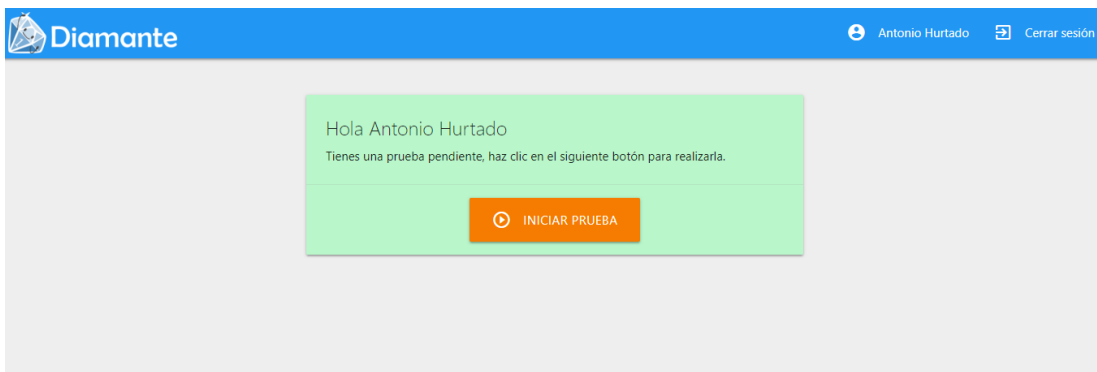 Diamante
Antonio Hurtado
Cerrar sesión
Hola Antonio Hurtado
Tienes una prueba pendiente, haz clic en el siguiente botón para realizarla.
INICIAR PRUEBA